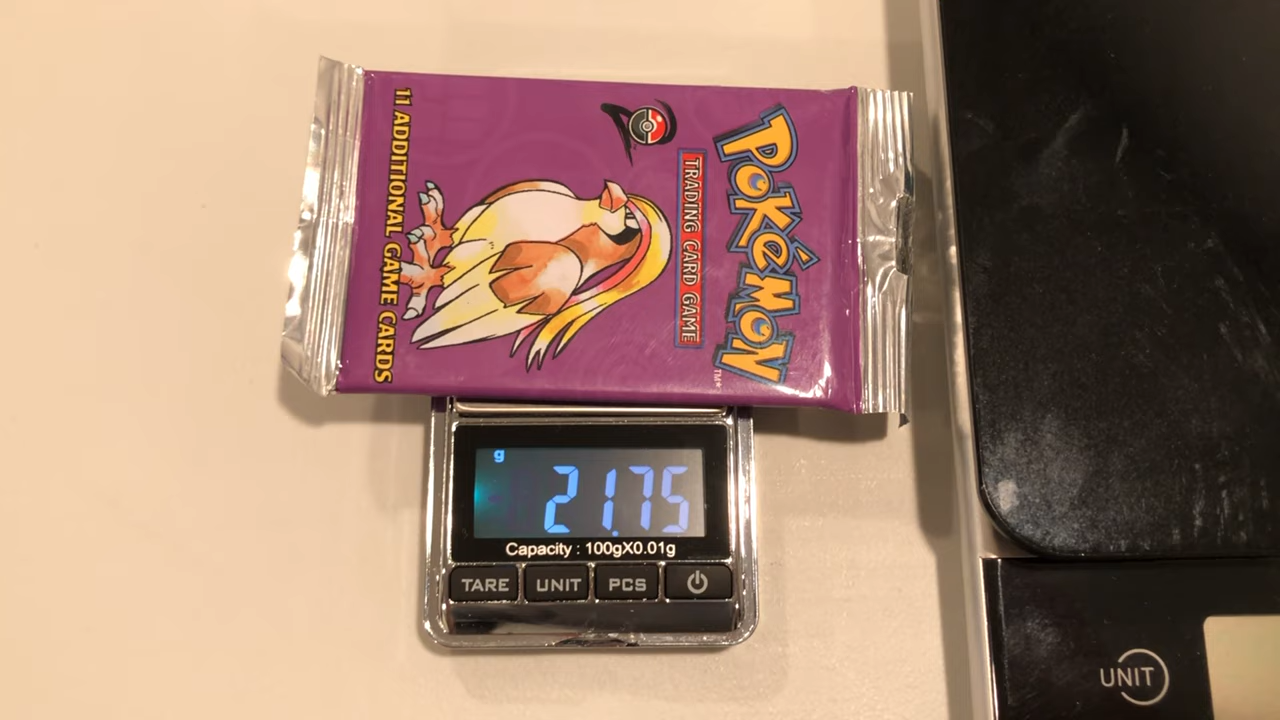 POKéMON
TM*
TRADING CARD GAME
11 ADDITIONAL GAME CARDS
g
21.75
Capacity : 100gX0.01g
TARE
UNIT
PCS
UNIT